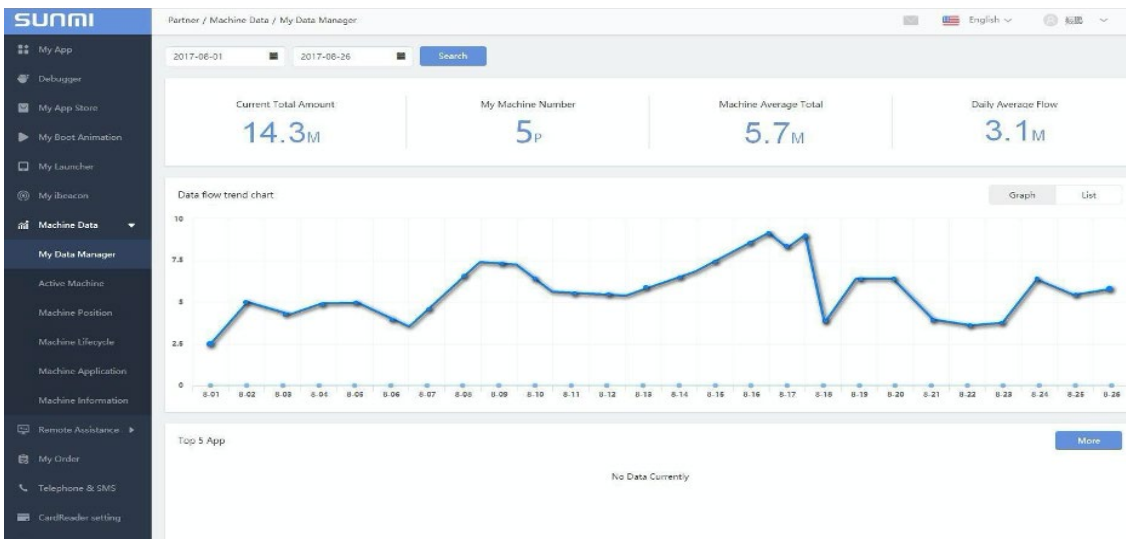 SUNMI
Partner / Machine Data / My Data Manager
English
My App
Debugger
My App Store
My Boot Animation
My Launcher
My ibeacon
Machine Data
My Data Manager
Active Machine
Machine Position
Machine Lifecycle
Machine Application
Machine Information
Remote Assistance
My Order
Telephone & SMS
CardReader setting
2017-08-01
2017-08-26
Search
Current Total Amount
14.3M
My Machine Number
5P
Machine Average Total
5.7M
Daily Average Flow
3.1M
Data flow trend chart
Graph
List
10
7.5
5
2.5
0
8-01 8-02 8-03 8-04 8-05 8-06 8-07 8-08 8-09 8-10 8-11 8-12 8-13 8-14 8-15 8-16 8-17 8-18 8-19 8-20 8-21 8-22 8-23 8-24 8-25 8-26
Top 5 App
More
No Data Currently